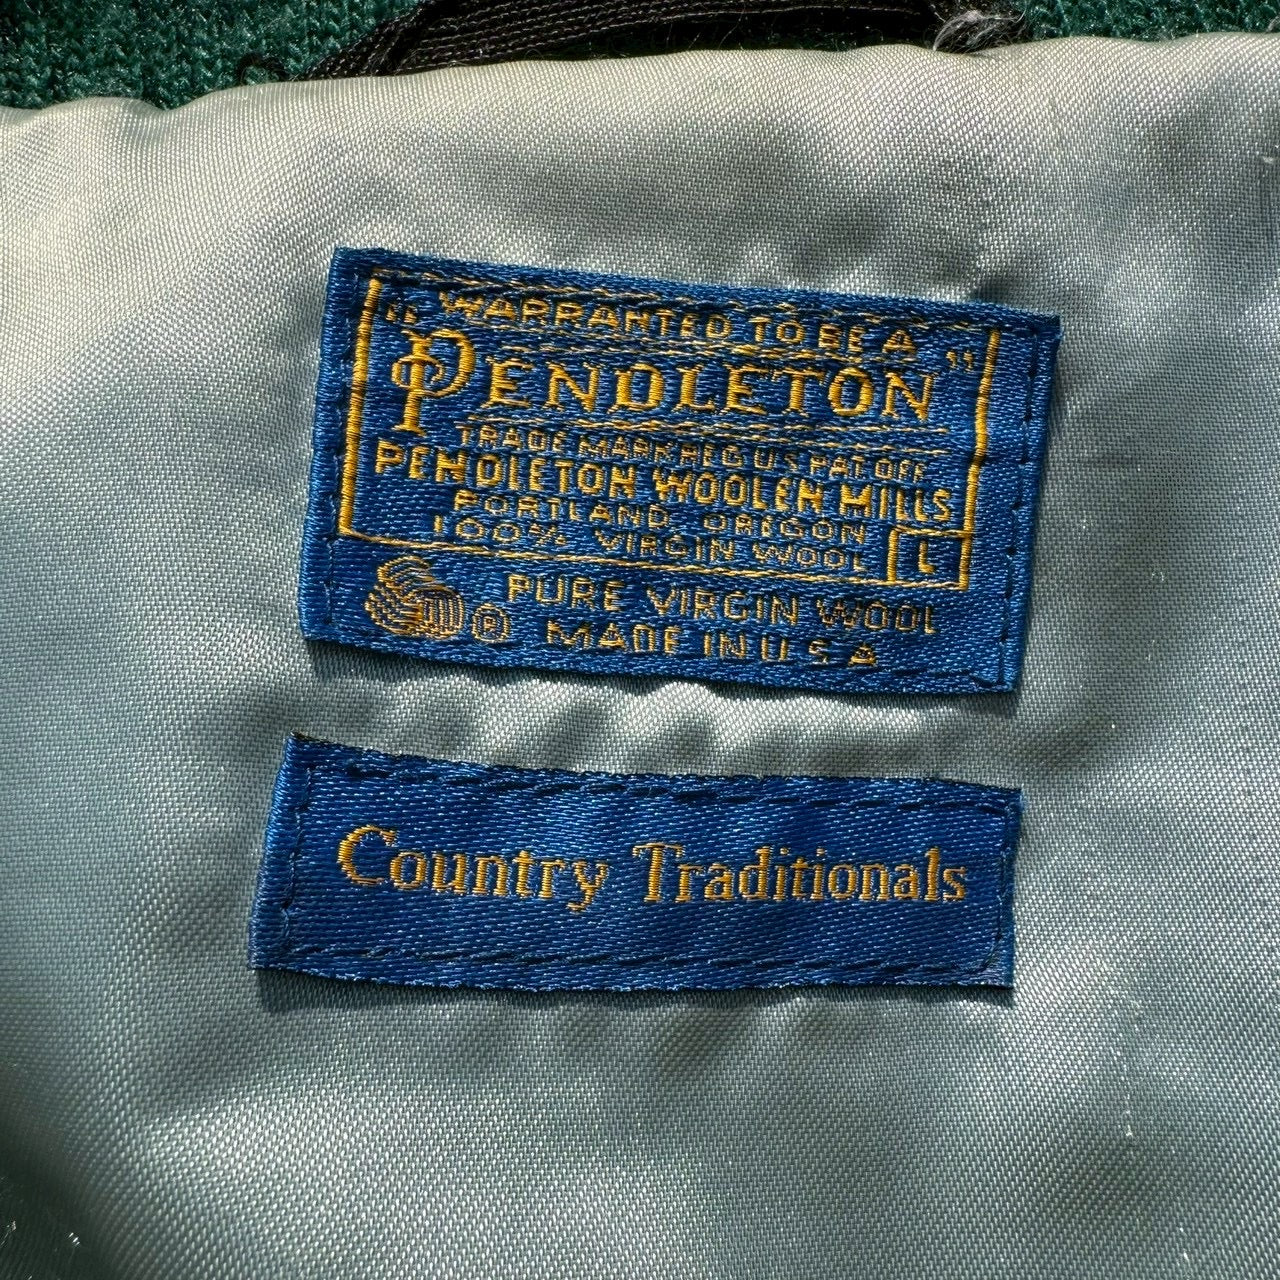 WARRANTED TO BE A
"PENDLETON"
TRADE MARK REG U S PAT OFF
PENDLETON WOOLEN MILLS
PORTLAND, OREGON
100% VIRGIN WOOL L
® PURE VIRGIN WOOL
MADE IN U S A
Country Traditionals